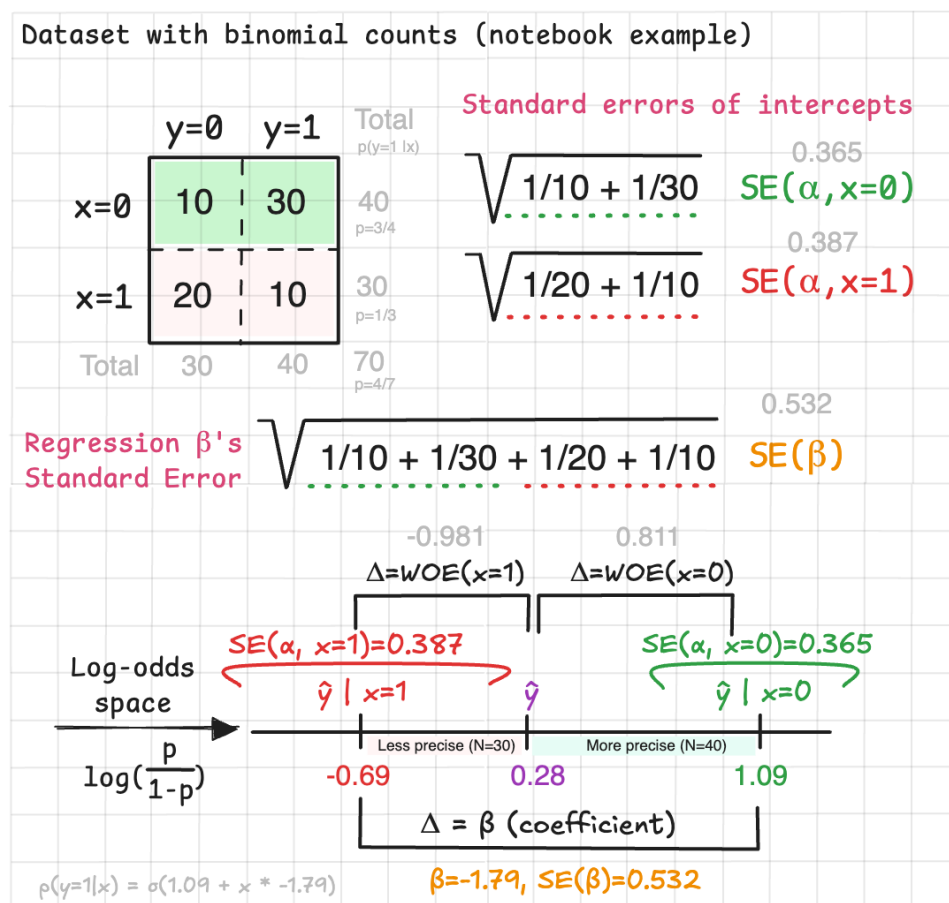 Dataset with binomial counts (notebook example)
Standard errors of intercepts
y=0 y=1 Total
p(y=1 |x)
x=0 10 30 40
p=3/4
x=1 20 10 30
p=1/3
Total 30 40 70
p=4/7
0.365
√1/10 + 1/30 SE(α,x=0)
0.387
√1/20 + 1/10 SE(α,x=1)
0.532
Regression β's
Standard Error
√1/10 + 1/30 + 1/20 + 1/10 SE(β)
-0.981 0.811
Δ=WOE(x=1) Δ=WOE(x=0)
SE(α, x=1)=0.387 SE(α, x=0)=0.365
Log-odds
space
log(p/1-p)
ŷ | x=1 ŷ ŷ | x=0
Less precise (N=30) More precise (N=40)
-0.69 0.28 1.09
Δ = β (coefficient)
β=-1.79, SE(β)=0.532
p(y=1|x) = σ(1.09 + x * -1.79)